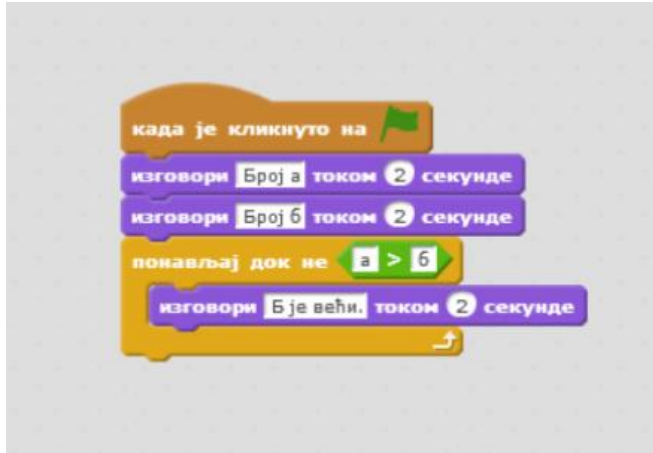 када је кликнуто на
изговори Број а током 2 секунде
изговори Број б током 2 секунде
понављај док не а > б
изговори Б је већи. током 2 секунде